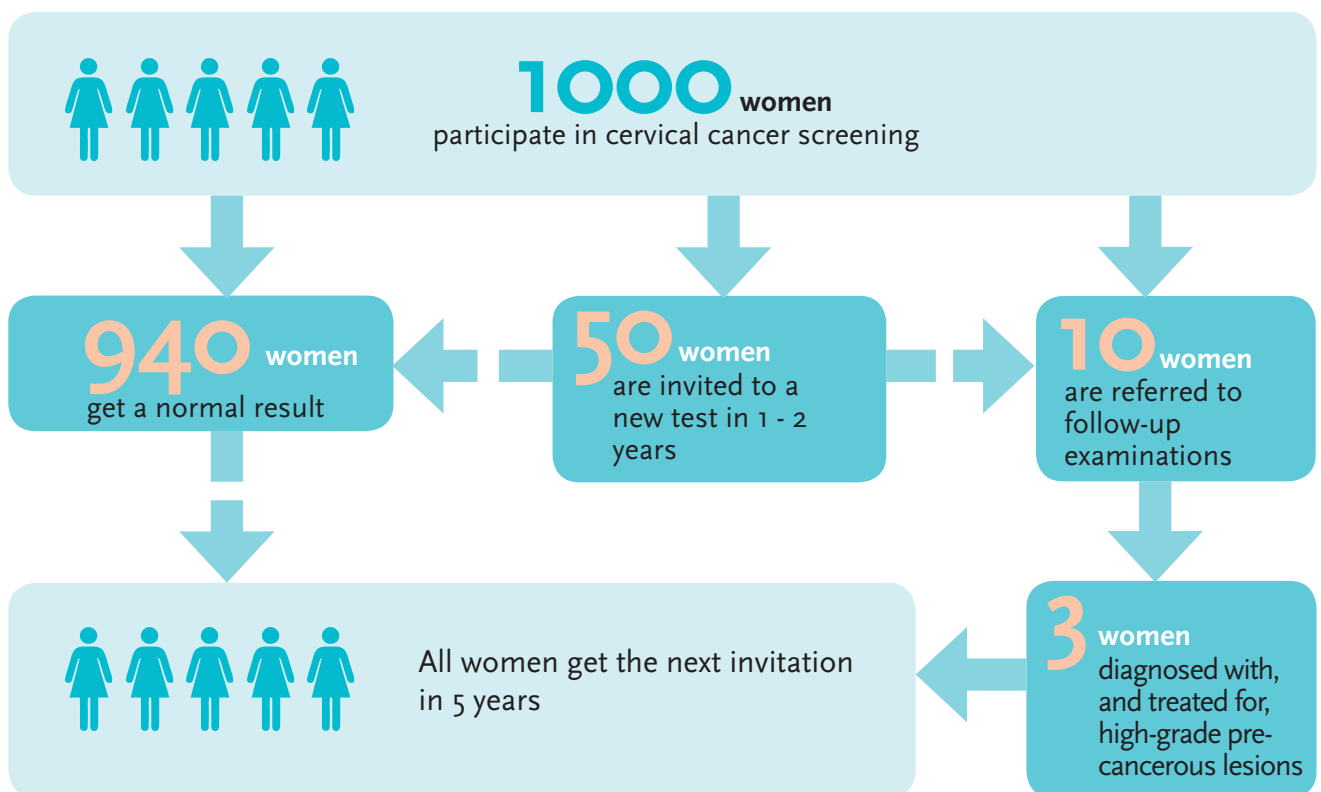 1000 women
participate in cervical cancer screening
940 women
get a normal result
50 women
are invited to a
new test in 1 - 2
years
10 women
are referred to
follow-up
examinations
All women get the next invitation
in 5 years
3 women
diagnosed with,
and treated for,
high-grade pre-
cancerous lesions